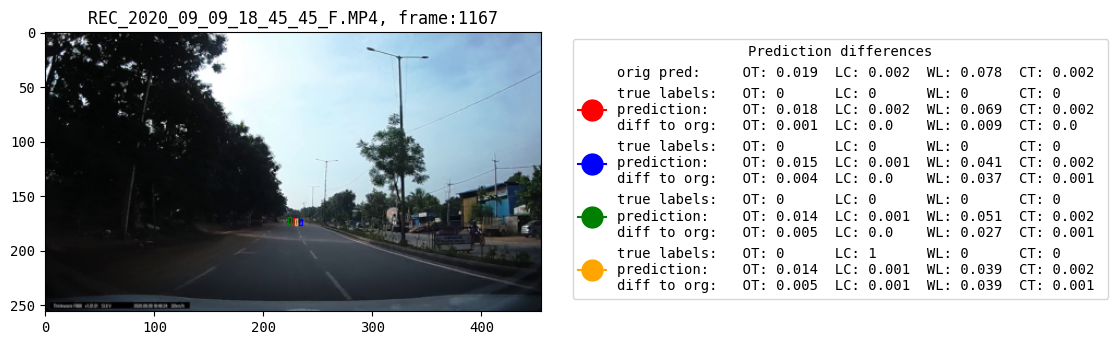 REC_2020_09_09_18_45_45_F.MP4, frame:1167
0
50
100
150
200
250
0 100 200 300 400
Prediction differences
orig pred: OT: 0.019 LC: 0.002 WL: 0.078 CT: 0.002
true labels: OT: 0 LC: 0 WL: 0 CT: 0
prediction: OT: 0.018 LC: 0.002 WL: 0.069 CT: 0.002
diff to org: OT: 0.001 LC: 0.0 WL: 0.009 CT: 0.0
true labels: OT: 0 LC: 0 WL: 0 CT: 0
prediction: OT: 0.015 LC: 0.001 WL: 0.041 CT: 0.002
diff to org: OT: 0.004 LC: 0.0 WL: 0.037 CT: 0.001
true labels: OT: 0 LC: 0 WL: 0 CT: 0
prediction: OT: 0.014 LC: 0.001 WL: 0.051 CT: 0.002
diff to org: OT: 0.005 LC: 0.0 WL: 0.027 CT: 0.001
true labels: OT: 0 LC: 1 WL: 0 CT: 0
prediction: OT: 0.014 LC: 0.001 WL: 0.039 CT: 0.002
diff to org: OT: 0.005 LC: 0.001 WL: 0.039 CT: 0.001